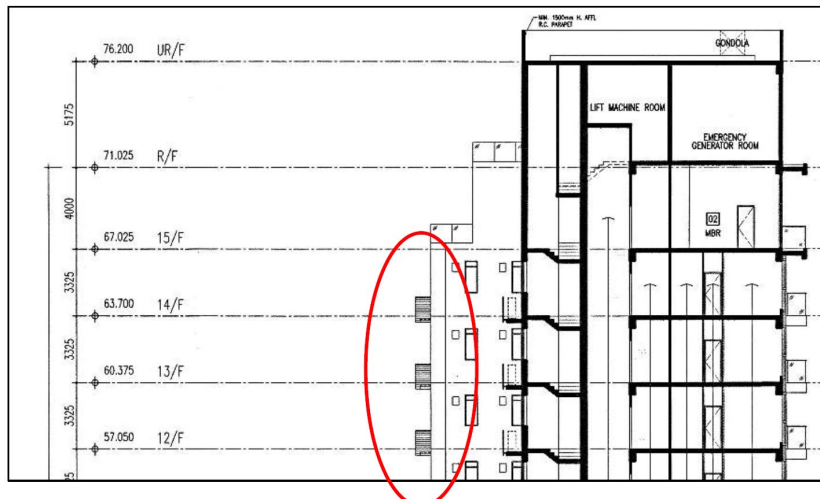 MIN. 1500mm H. AFFL
R.C. PARAPET
GONDOLA
76.200 UR/F
5175
LIFT MACHINE ROOM
EMERGENCY
GENERATOR ROOM
71.025 R/F
4000
02
MBR
67.025 15/F
3325
63.700 14/F
3325
60.375 13/F
3325
57.050 12/F